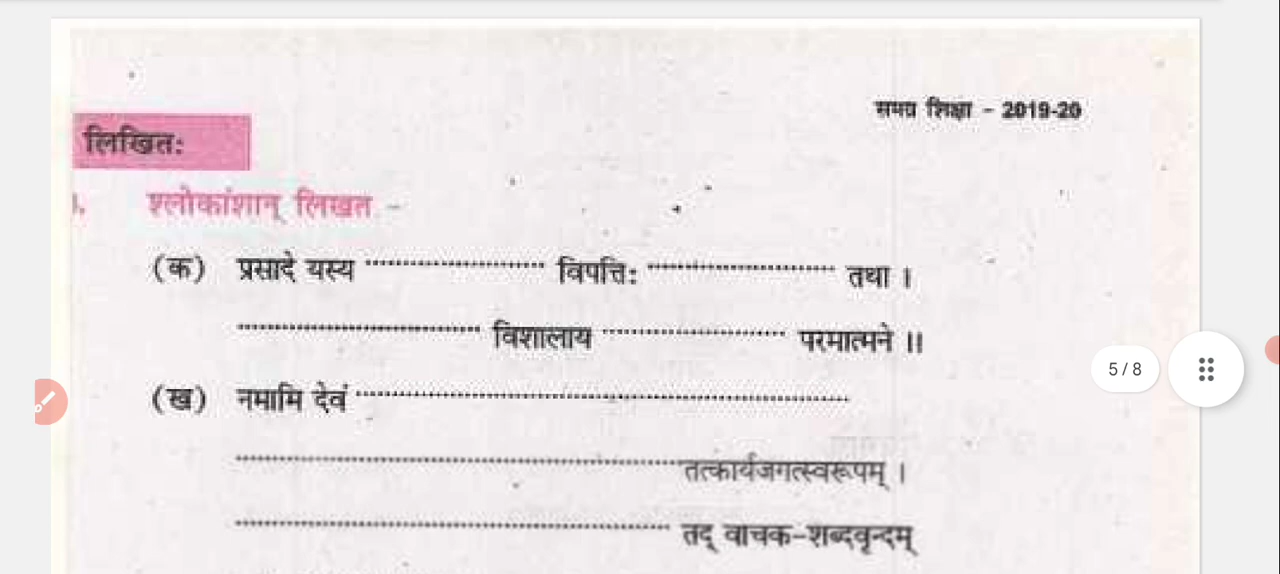 समग्र शिक्षा - 2019-20
लिखितः
1. श्लोकांशान् लिखत -
(क) प्रसादे यस्य .................... विपत्तिः .................... तथा ।
.................... विशालाय .................... परमात्मने ॥
5 / 8
(ख) नमामि देवं ........................................
........................................तत्कार्यजगत्स्वरूपम् ।
........................................ तद् वाचक-शब्दवृन्दम्